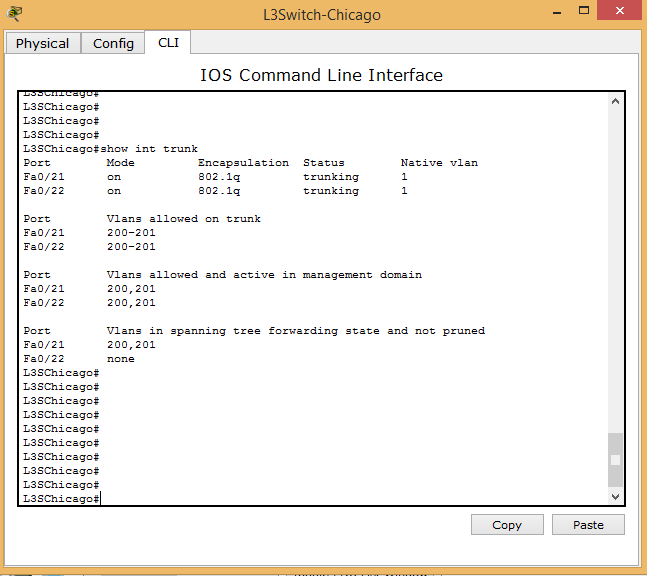 L3Switch-Chicago
Physical Config CLI
IOS Command Line Interface
L3SChicago#
L3SChicago#
L3SChicago#
L3SChicago#
L3SChicago#show int trunk
Port Mode Encapsulation Status Native vlan
Fa0/21 on 802.1q trunking 1
Fa0/22 on 802.1q trunking 1
Port Vlans allowed on trunk
Fa0/21 200-201
Fa0/22 200-201
Port Vlans allowed and active in management domain
Fa0/21 200,201
Fa0/22 200,201
Port Vlans in spanning tree forwarding state and not pruned
Fa0/21 200,201
Fa0/22 none
L3SChicago#
L3SChicago#
L3SChicago#
L3SChicago#
L3SChicago#
L3SChicago#
L3SChicago#
L3SChicago#
L3SChicago#
L3SChicago#
Copy Paste